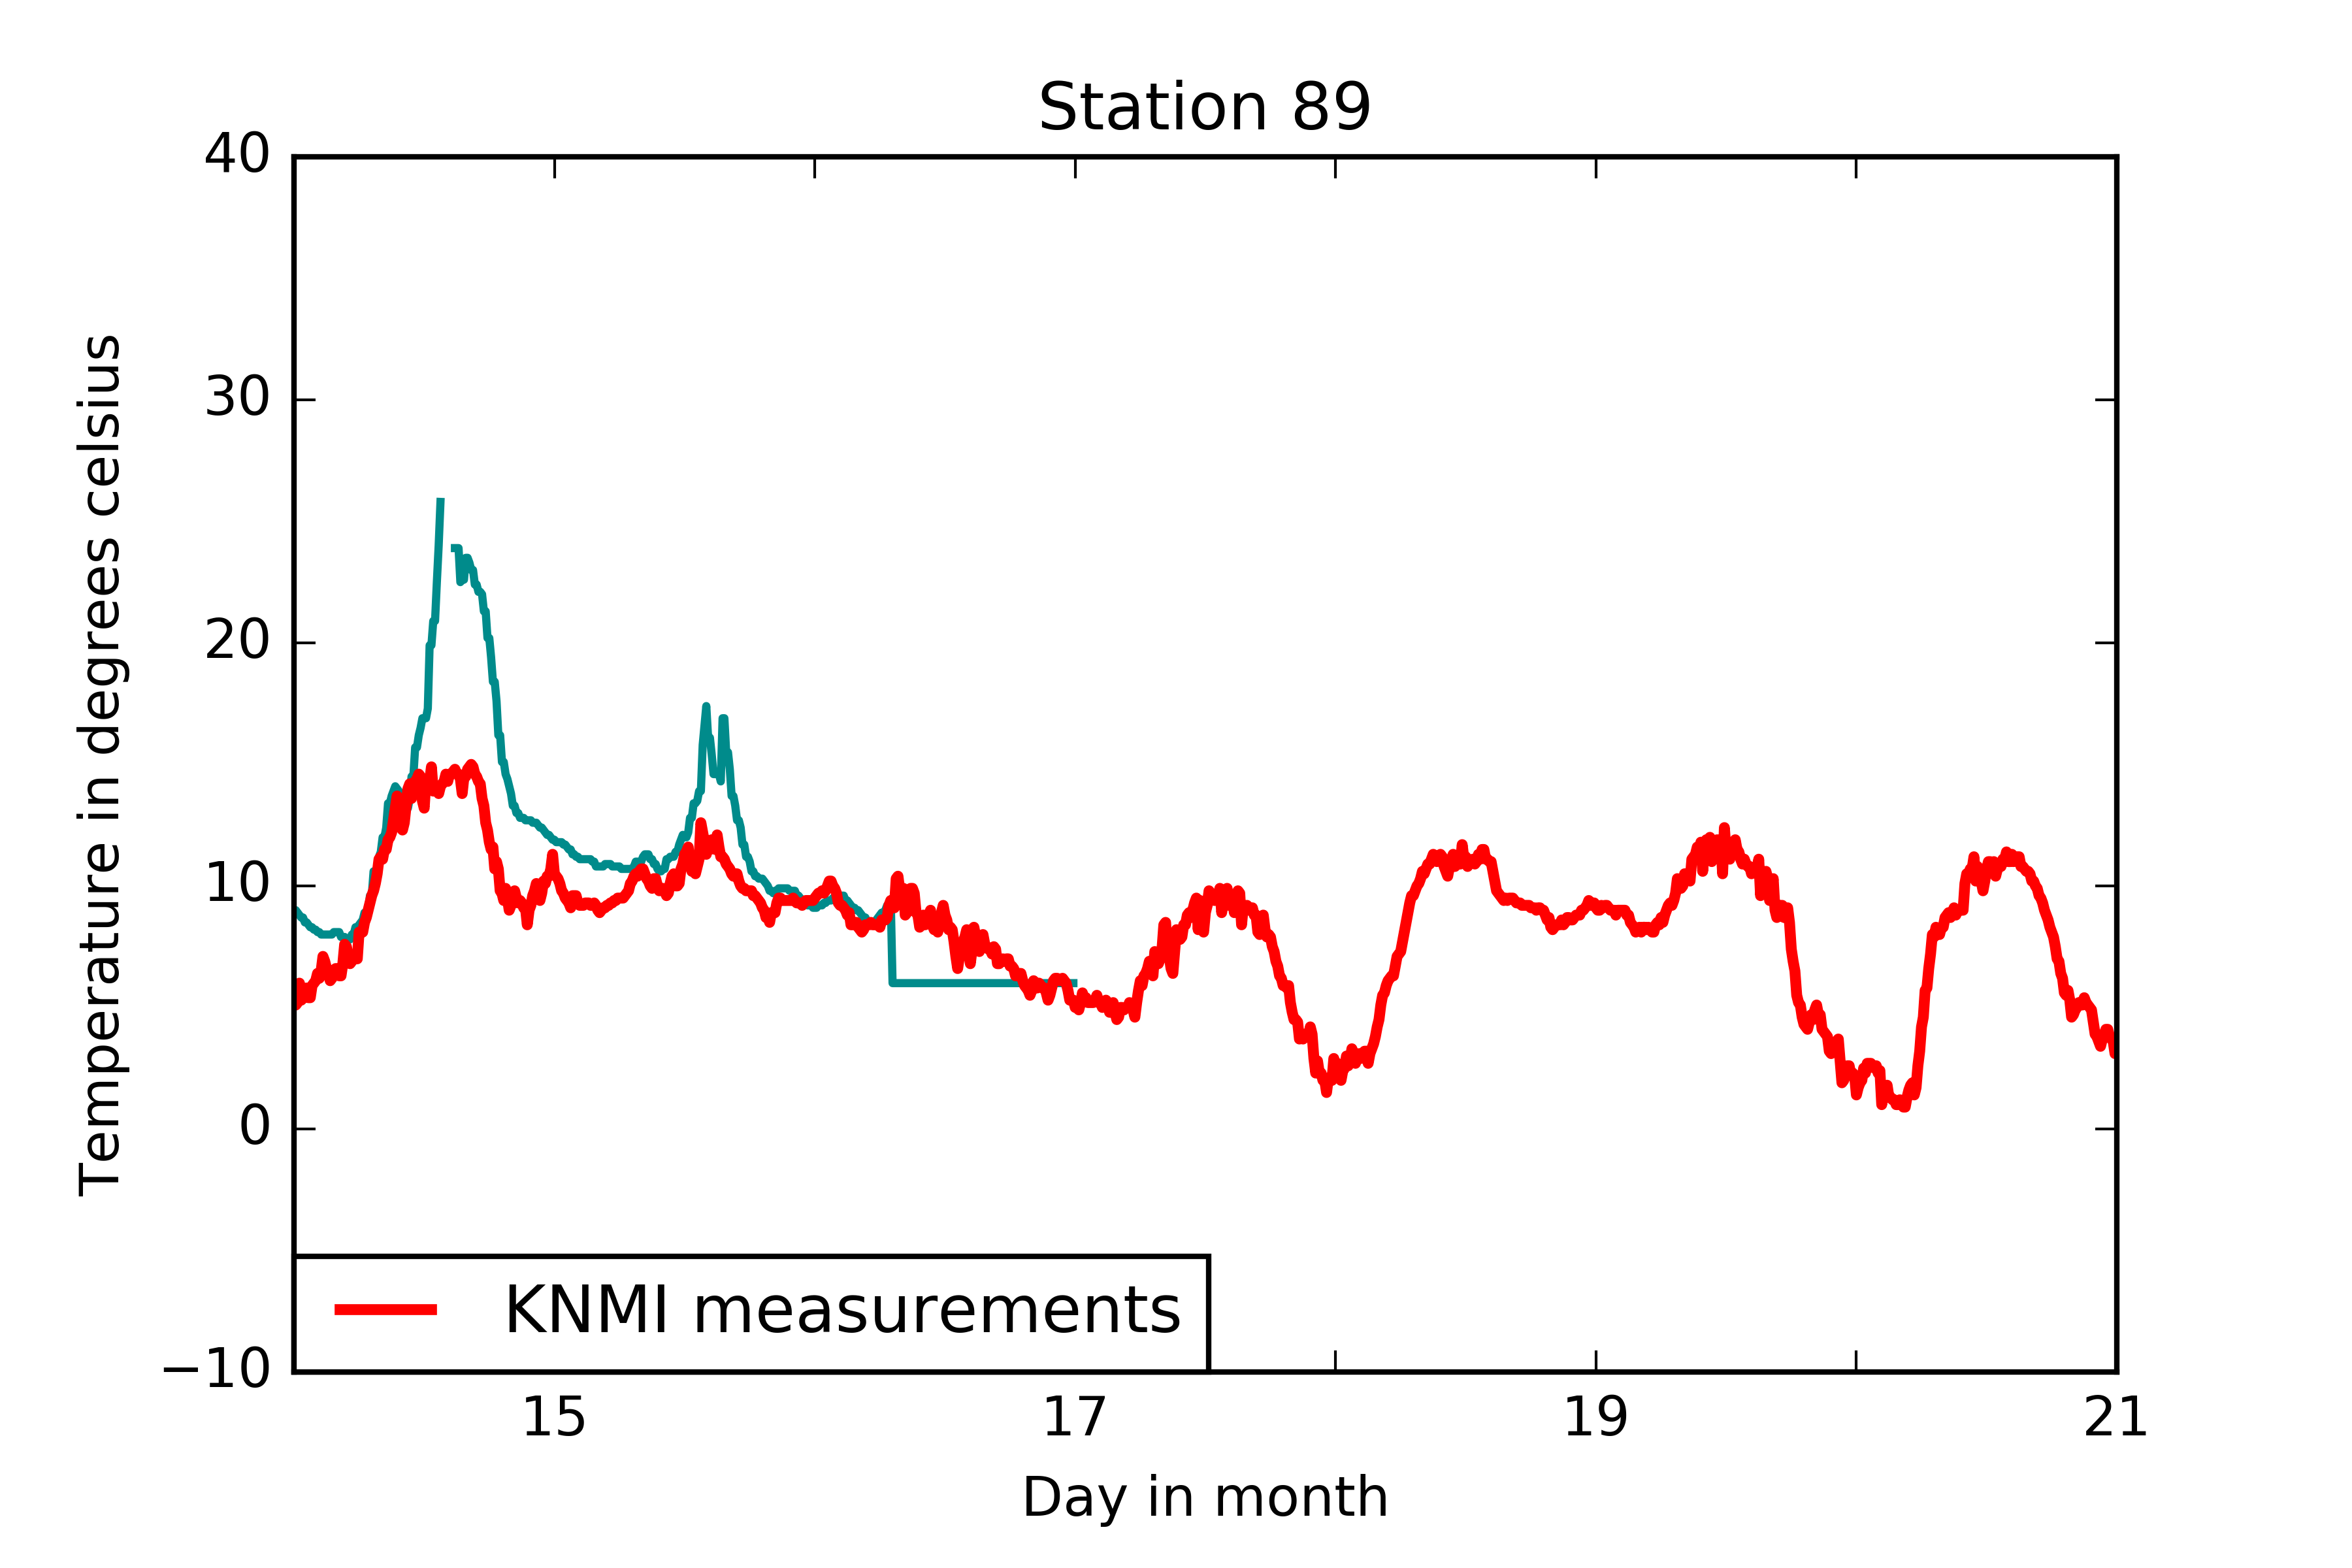 Station 89
40
30
20
10
0
−10
Temperature in degrees celsius
KNMI measurements
15 17 19 21
Day in month